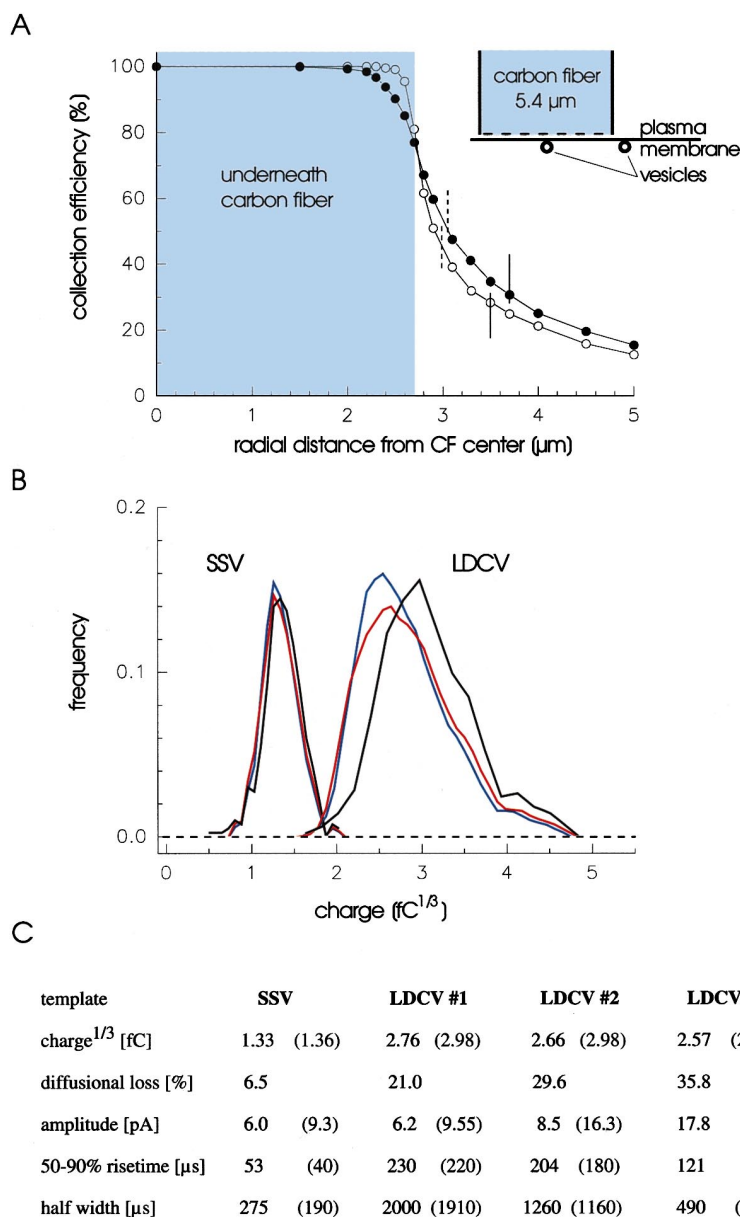 A
100
80
60
40
20
0
collection efficiency (%)
underneath
carbon fiber
carbon fiber
5.4 µm
plasma
membrane
vesicles
0 1 2 3 4 5
radial distance from CF center (µm)
B
0.2
0.1
0.0
frequency
SSV
LDCV
0 1 2 3 4 5
charge (fC1/3)
C
template SSV LDCV #1 LDCV #2 LDCV
charge1/3 [fC] 1.33 (1.36) 2.76 (2.98) 2.66 (2.98) 2.57 (2
diffusional loss [%] 6.5 21.0 29.6 35.8
amplitude [pA] 6.0 (9.3) 6.2 (9.55) 8.5 (16.3) 17.8
50-90% risetime [µs] 53 (40) 230 (220) 204 (180) 121
half width [µs] 275 (190) 2000 (1910) 1260 (1160) 490 (